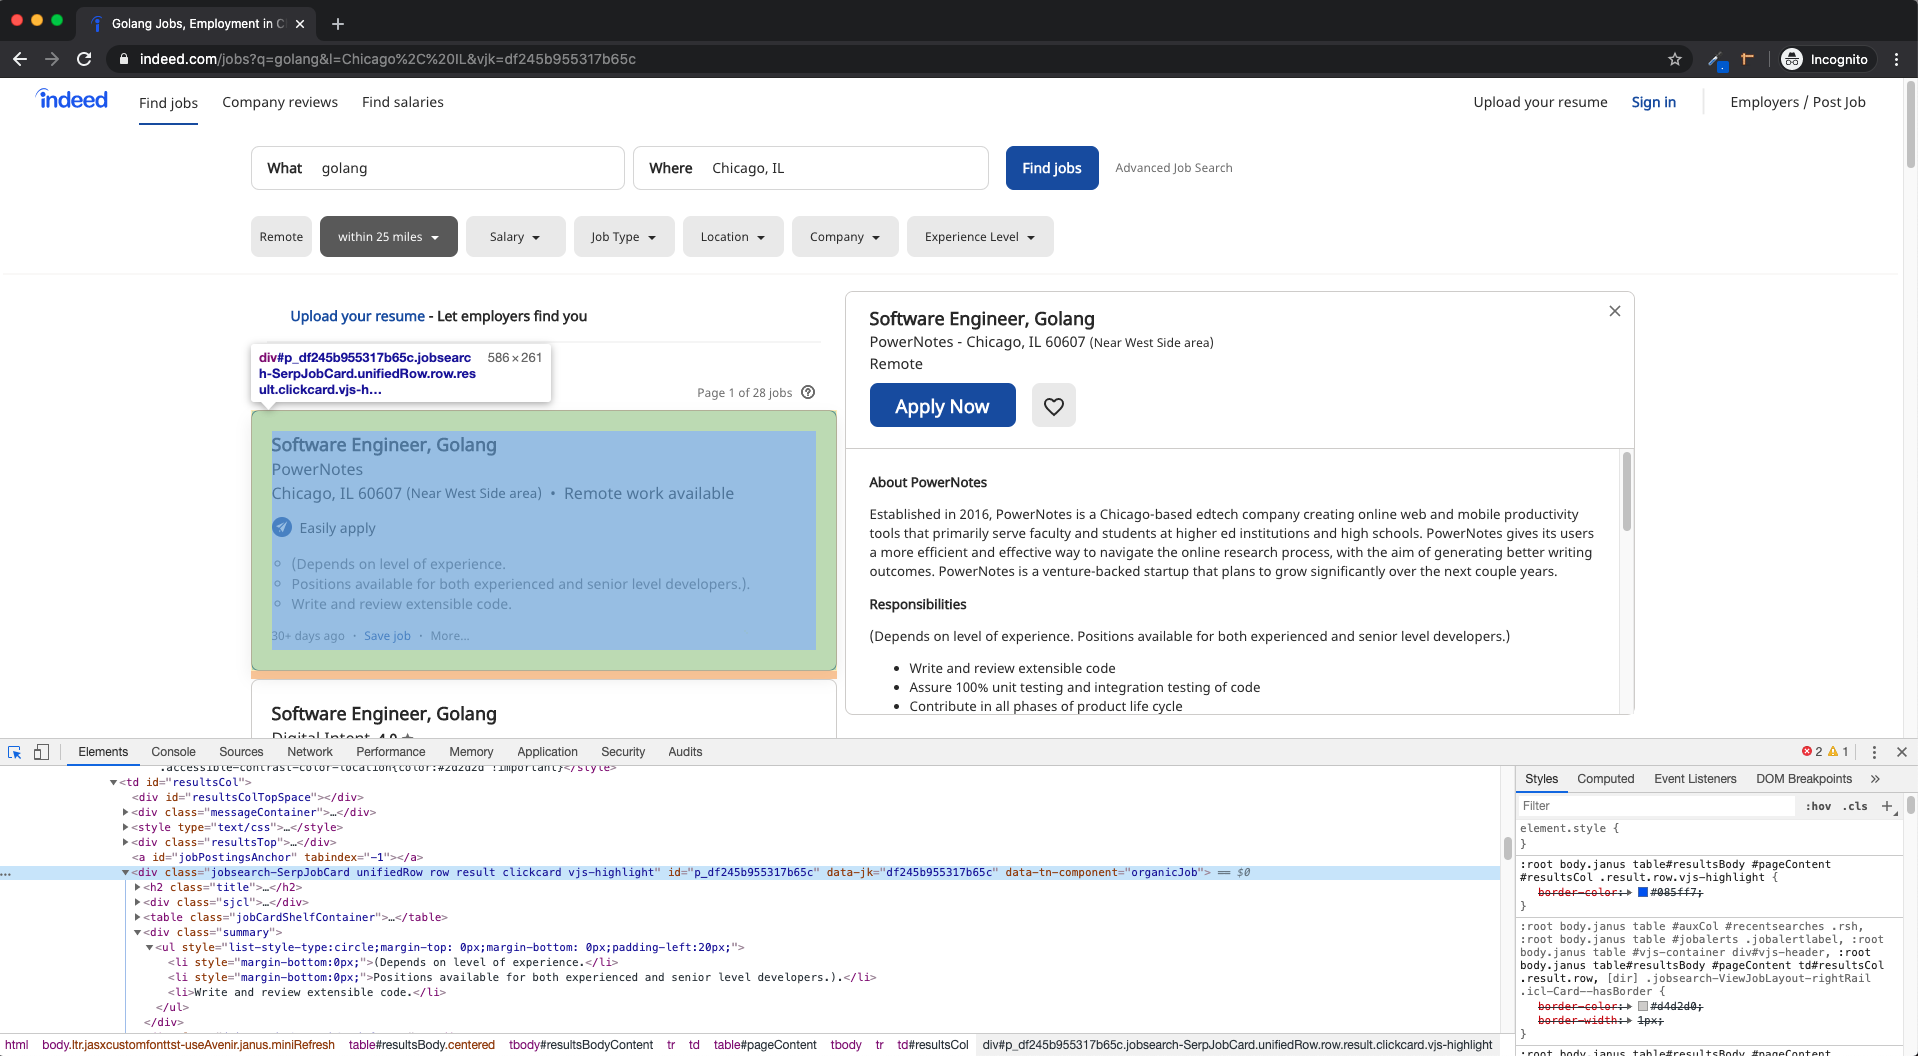 Golang Jobs, Employment in C
indeed.com/jobs?q=golang&l=Chicago%2C%20IL&vjk=df245b955317b65c
Incognito
indeed
Find jobs
Company reviews
Find salaries
Upload your resume
Sign in
Employers / Post Job
What golang
Where Chicago, IL
Find jobs
Advanced Job Search
Remote
within 25 miles
Salary
Job Type
Location
Company
Experience Level
Upload your resume - Let employers find you
div#p_df245b955317b65c.jobsearc
h-SerpJobCard.unifiedRow.row.res
ult.clickcard.vjs-h...
586 × 261
Page 1 of 28 jobs
Software Engineer, Golang
PowerNotes
Chicago, IL 60607 (Near West Side area) • Remote work available
Easily apply
(Depends on level of experience.
Positions available for both experienced and senior level developers.).
Write and review extensible code.
30+ days ago · Save job · More...
Software Engineer, Golang
Digital Intent 4.0
Software Engineer, Golang
PowerNotes - Chicago, IL 60607 (Near West Side area)
Remote
Apply Now
About PowerNotes
Established in 2016, PowerNotes is a Chicago-based edtech company creating online web and mobile productivity
tools that primarily serve faculty and students at higher ed institutions and high schools. PowerNotes gives its users
a more efficient and effective way to navigate the online research process, with the aim of generating better writing
outcomes. PowerNotes is a venture-backed startup that plans to grow significantly over the next couple years.
Responsibilities
(Depends on level of experience. Positions available for both experienced and senior level developers.)
• Write and review extensible code
• Assure 100% unit testing and integration testing of code
• Contribute in all phases of product life cycle
Elements Console Sources Network Performance Memory Application Security Audits
2 1
.accessible-contrast-color-location{color:#2d2d2d !important}</style>
<td id="resultsCol">
<div id="resultsColTopSpace"></div>
<div class="messageContainer">…</div>
<style type="text/css">…</style>
<div class="resultsTop">…</div>
<a id="jobPostingsAnchor" tabindex="-1"></a>
<div class="jobsearch-SerpJobCard unifiedRow row result clickcard vjs-highlight" id="p_df245b955317b65c" data-jk="df245b955317b65c" data-tn-component="organicJob"> == $0
<h2 class="title">…</h2>
<div class="sjcl">…</div>
<table class="jobCardShelfContainer">…</table>
<div class="summary">
<ul style="list-style-type:circle;margin-top: 0px;margin-bottom: 0px;padding-left:20px;">
<li style="margin-bottom:0px;">(Depends on level of experience.</li>
<li style="margin-bottom:0px;">Positions available for both experienced and senior level developers.).</li>
<li>Write and review extensible code.</li>
</ul>
</div>
html body.ltr.jasxcustomfonttst-useAvenir.janus.miniRefresh table#resultsBody.centered tbody#resultsBodyContent tr td table#pageContent tbody tr td#resultsCol div#p_df245b955317b65c.jobsearch-SerpJobCard.unifiedRow.row.result.clickcard.vjs-highlight
Styles Computed Event Listeners DOM Breakpoints »
Filter :hov .cls +
element.style {
}
:root body.janus table#resultsBody #pageContent
#resultsCol .result.row.vjs-highlight {
border-color: #085ff7;
}
:root body.janus table #auxCol #recentsearches .rsh,
:root body.janus table #jobalerts .jobalertlabel, :root
body.janus table #vjs-container div#vjs-header, :root
body.janus table#resultsBody #pageContent td#resultsCol
.result.row, [dir] .jobsearch-ViewJobLayout-rightRail
.icl-Card--hasBorder {
border-color: #d4d2d0;
border-width: 1px;
}
:root body.janus table#resultsBody #pageContent